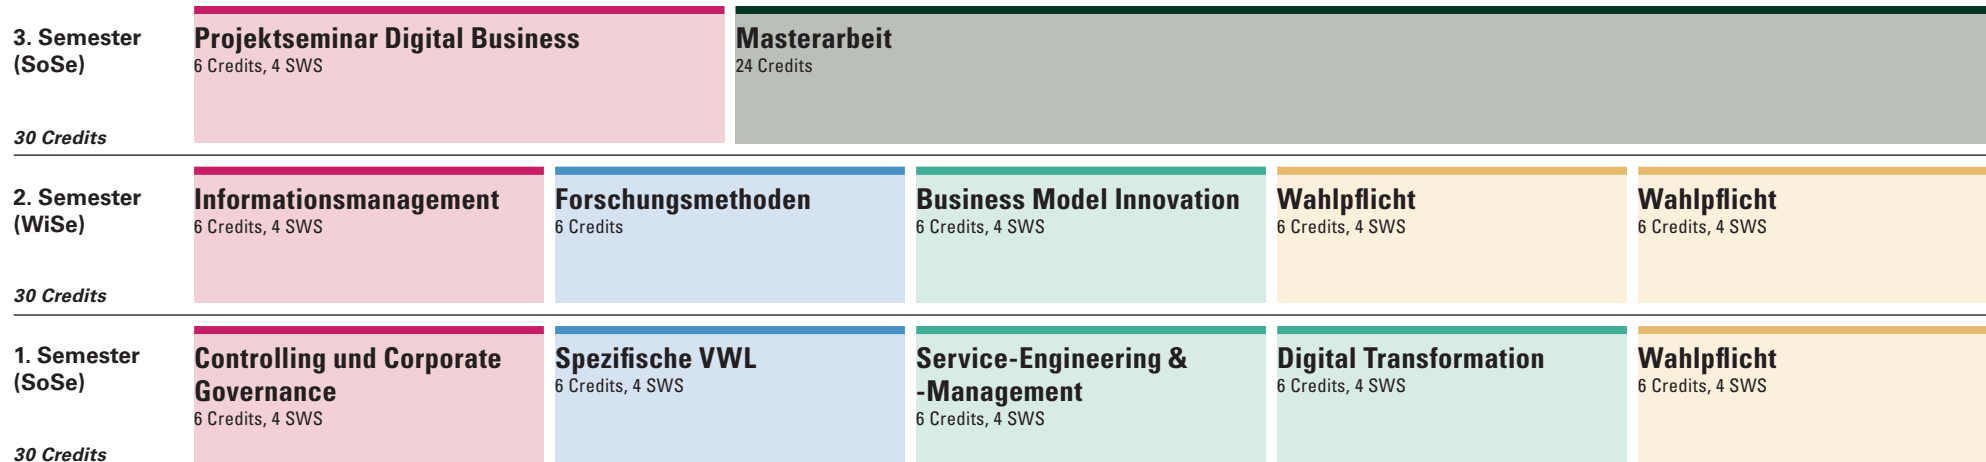 3. Semester
(SoSe)
30 Credits
Projektseminar Digital Business
6 Credits, 4 SWS
Masterarbeit
24 Credits
2. Semester
(WiSe)
30 Credits
Informationsmanagement
6 Credits, 4 SWS
Forschungsmethoden
6 Credits
Business Model Innovation
6 Credits, 4 SWS
Wahlpflicht
6 Credits, 4 SWS
Wahlpflicht
6 Credits, 4 SWS
1. Semester
(SoSe)
30 Credits
Controlling und Corporate
Governance
6 Credits, 4 SWS
Spezifische VWL
6 Credits, 4 SWS
Service-Engineering &
-Management
6 Credits, 4 SWS
Digital Transformation
6 Credits, 4 SWS
Wahlpflicht
6 Credits, 4 SWS